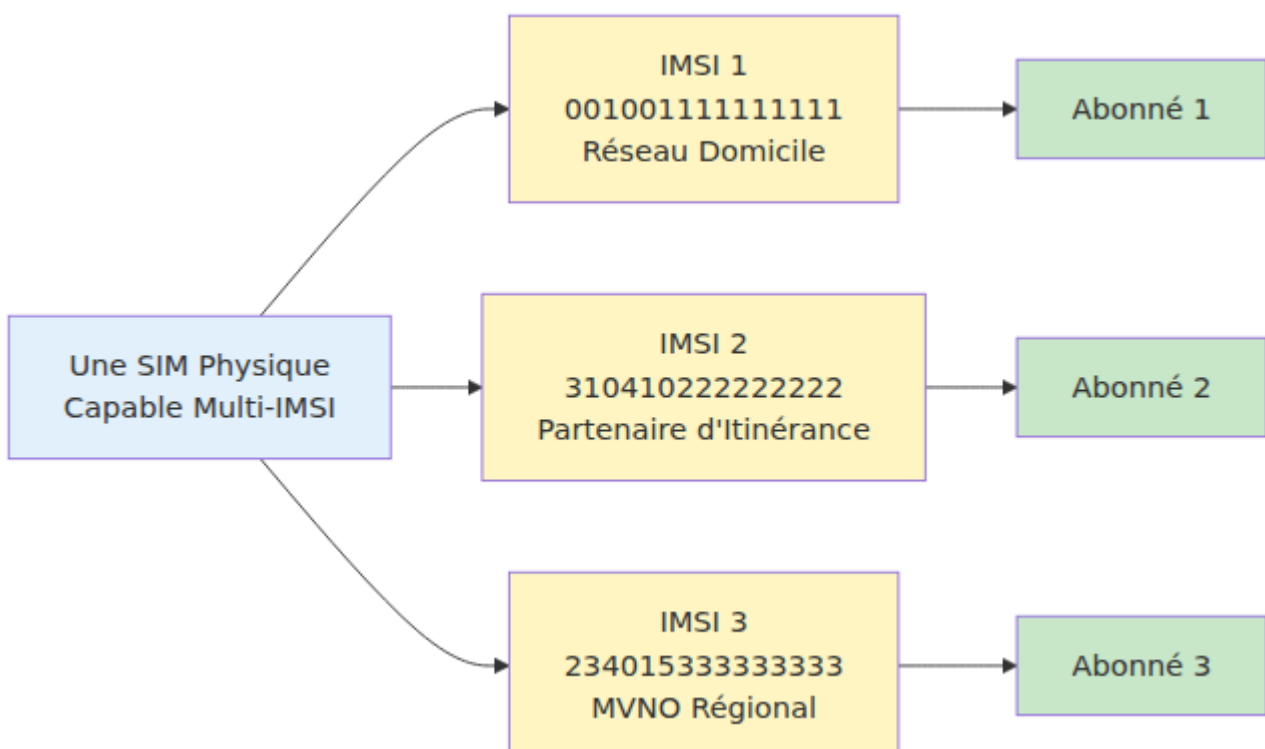 IMSI 1
001001111111111
Réseau Domicile
Abonné 1
Une SIM Physique
Capable Multi-IMSI
IMSI 2
310410222222222
Partenaire d'Itinérance
Abonné 2
IMSI 3
234015333333333
MVNO Régional
Abonné 3